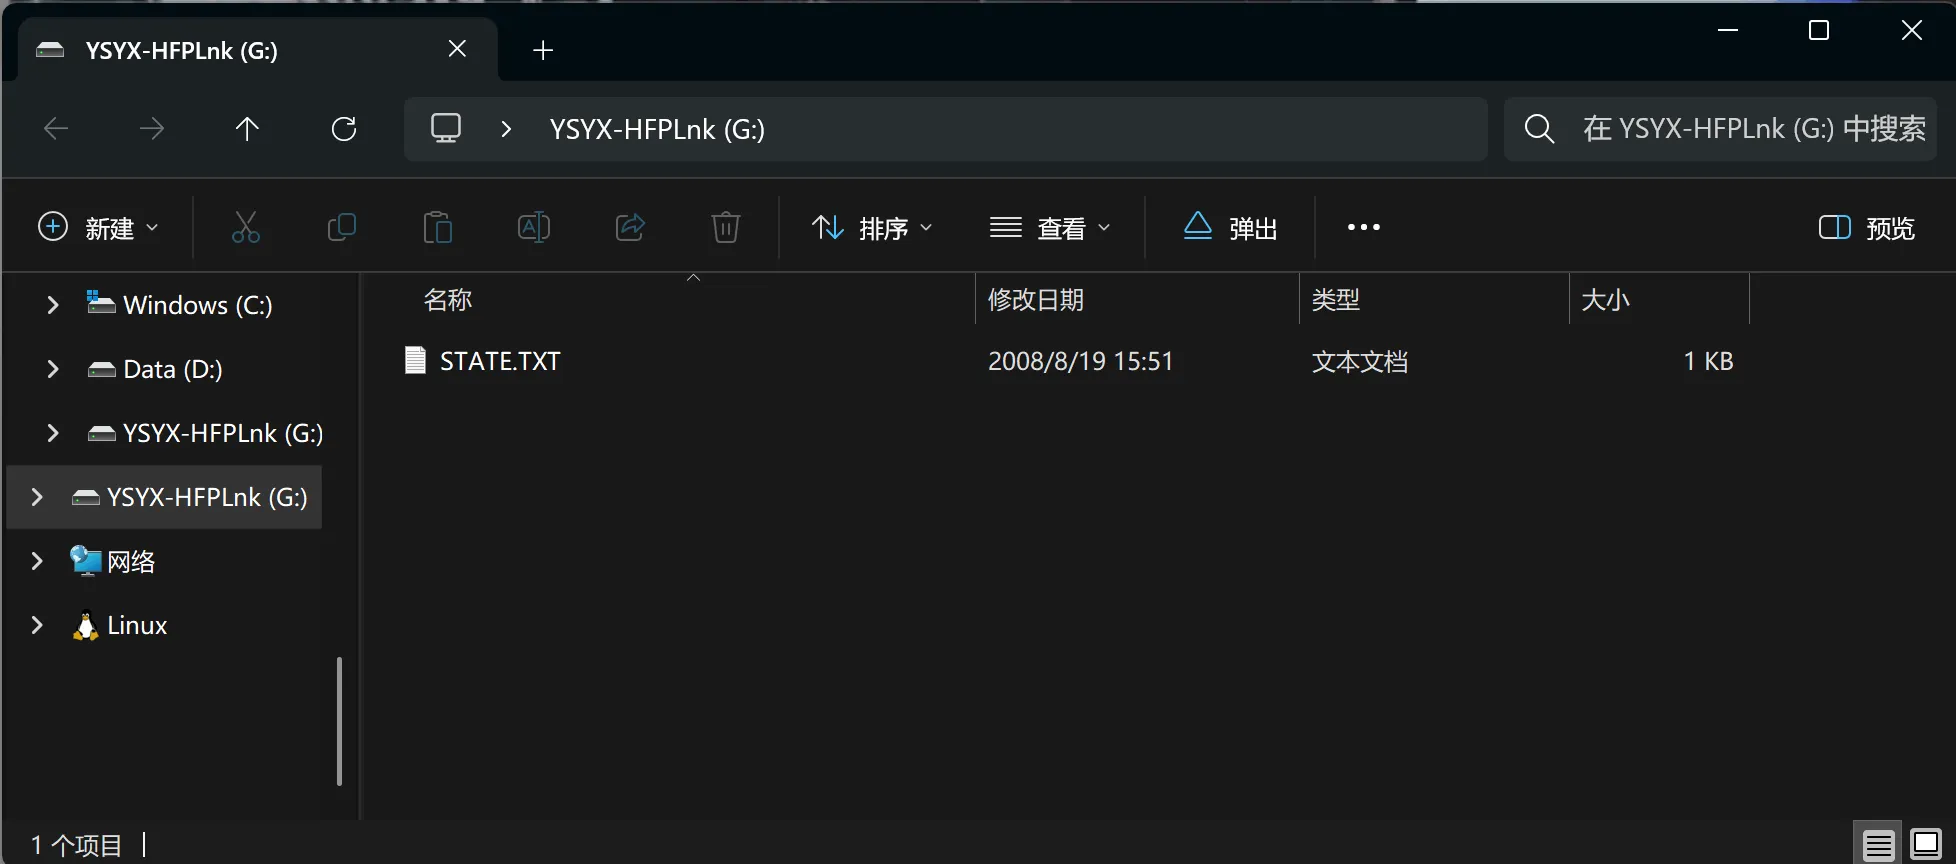 YSYX-HFPLnk (G:)
YSYX-HFPLnk (G:)
在 YSYX-HFPLnk (G:) 中搜索
新建
排序
查看
弹出
预览
Windows (C:)
Data (D:)
YSYX-HFPLnk (G:)
YSYX-HFPLnk (G:)
网络
Linux
名称 修改日期 类型 大小
STATE.TXT 2008/8/19 15:51 文本文档 1 KB
1 个项目